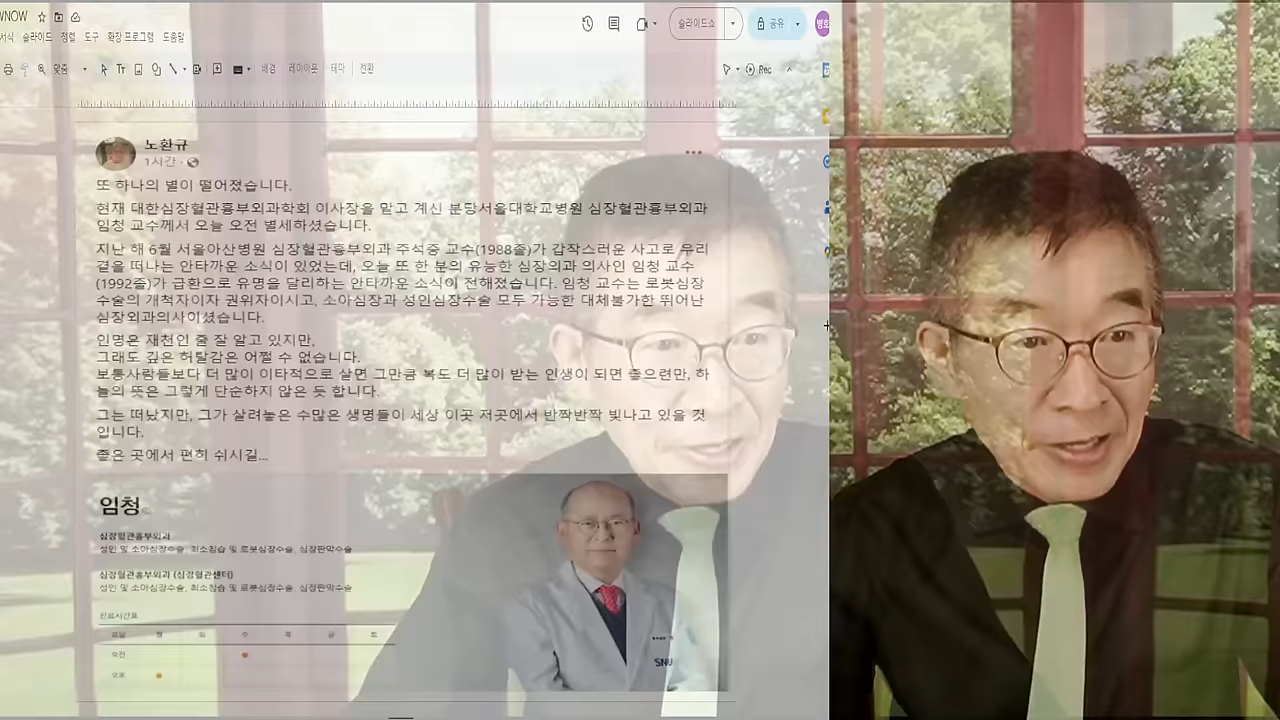 슬라이드쇼
공유
병호
서식 슬라이드 정렬 도구 확장 프로그램 도움말
맞춤
배경 레이아웃 테마 전환
Rec
노환규
1시간
또 하나의 별이 떨어졌습니다.
현재 대한심장혈관흉부외과학회 이사장을 맡고 계신 분당서울대학교병원 심장혈관흉부외과
임청 교수께서 오늘 오전 별세하셨습니다.
지난 해 6월 서울아산병원 심장혈관흉부외과 주석중 교수(1988졸)가 갑작스러운 사고로 우리
곁을 떠나는 안타까운 소식이 있었는데, 오늘 또 한 분의 유능한 심장외과 의사인 임청 교수
(1992졸)가 급환으로 유명을 달리하는 안타까운 소식이 전해졌습니다. 임청 교수는 로봇심장
수술의 개척자이자 권위자이시고, 소아심장과 성인심장수술 모두 가능한 대체불가한 뛰어난
심장외과의사이셨습니다.
인명은 재천인 줄 잘 알고 있지만,
그래도 깊은 허탈감은 어쩔 수 없습니다.
보통사람들보다 더 많이 이타적으로 살면 그만큼 복도 더 많이 받는 인생이 되면 좋으련만, 하
늘의 뜻은 그렇게 단순하지 않은 듯 합니다.
그는 떠났지만, 그가 살려놓은 수많은 생명들이 세상 이곳 저곳에서 반짝반짝 빛나고 있을 것
입니다.
좋은 곳에서 편히 쉬시길...
임청
심장혈관흉부외과
성인 및 소아심장수술, 최소침습 및 로봇심장수술, 심장판막수술
심장혈관흉부외과 (심장혈관센터)
성인 및 소아심장수술, 최소침습 및 로봇심장수술, 심장판막수술
진료시간표
요일 월 화 수 목 금 토
오전
오후
SNU